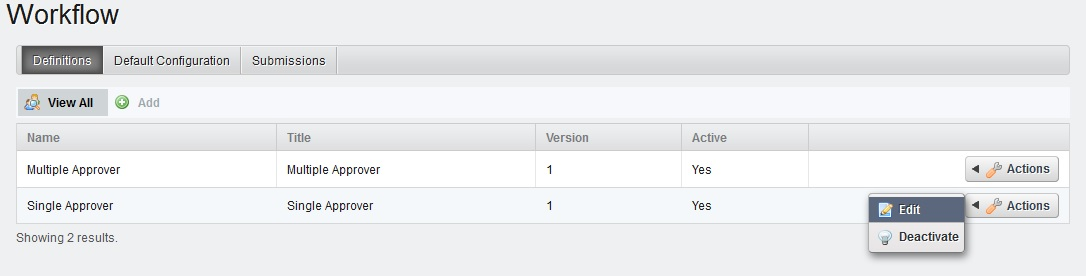 Workflow
Definitions Default Configuration Submissions
View All Add
Name Title Version Active
Multiple Approver Multiple Approver 1 Yes Actions
Single Approver Single Approver 1 Yes Edit Actions
Deactivate
Showing 2 results.